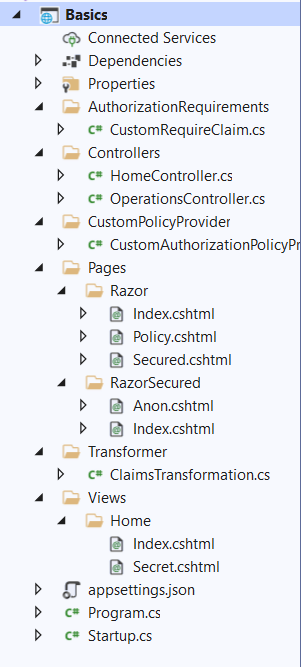 Basics
Connected Services
Dependencies
Properties
AuthorizationRequirements
C# CustomRequireClaim.cs
Controllers
C# HomeController.cs
C# OperationsController.cs
CustomPolicyProvider
C# CustomAuthorizationPolicyPr
Pages
Razor
Index.cshtml
Policy.cshtml
Secured.cshtml
RazorSecured
Anon.cshtml
Index.cshtml
Transformer
C# ClaimsTransformation.cs
Views
Home
Index.cshtml
Secret.cshtml
appsettings.json
C# Program.cs
C# Startup.cs